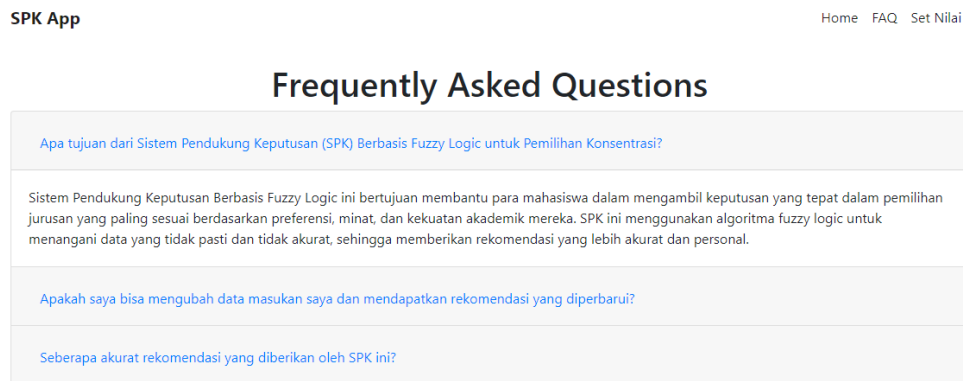 SPK App
Home FAQ Set Nilai
Frequently Asked Questions
Apa tujuan dari Sistem Pendukung Keputusan (SPK) Berbasis Fuzzy Logic untuk Pemilihan Konsentrasi?
Sistem Pendukung Keputusan Berbasis Fuzzy Logic ini bertujuan membantu para mahasiswa dalam mengambil keputusan yang tepat dalam pemilihan
jurusan yang paling sesuai berdasarkan preferensi, minat, dan kekuatan akademik mereka. SPK ini menggunakan algoritma fuzzy logic untuk
menangani data yang tidak pasti dan tidak akurat, sehingga memberikan rekomendasi yang lebih akurat dan personal.
Apakah saya bisa mengubah data masukan saya dan mendapatkan rekomendasi yang diperbarui?
Seberapa akurat rekomendasi yang diberikan oleh SPK ini?